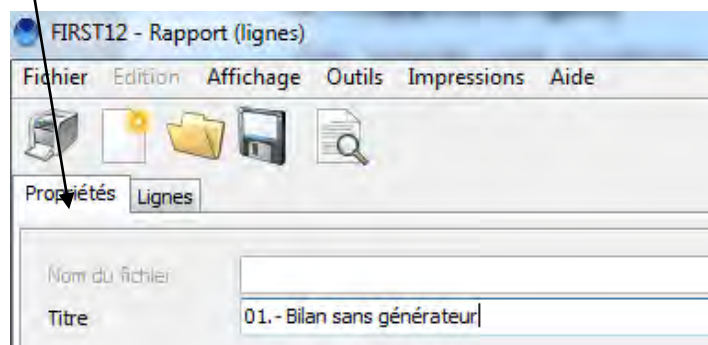 FIRST12 - Rapport (lignes)
Fichier Edition Affichage Outils Impressions Aide
Propriétés Lignes
Nom du fichier
Titre 01.- Bilan sans générateur